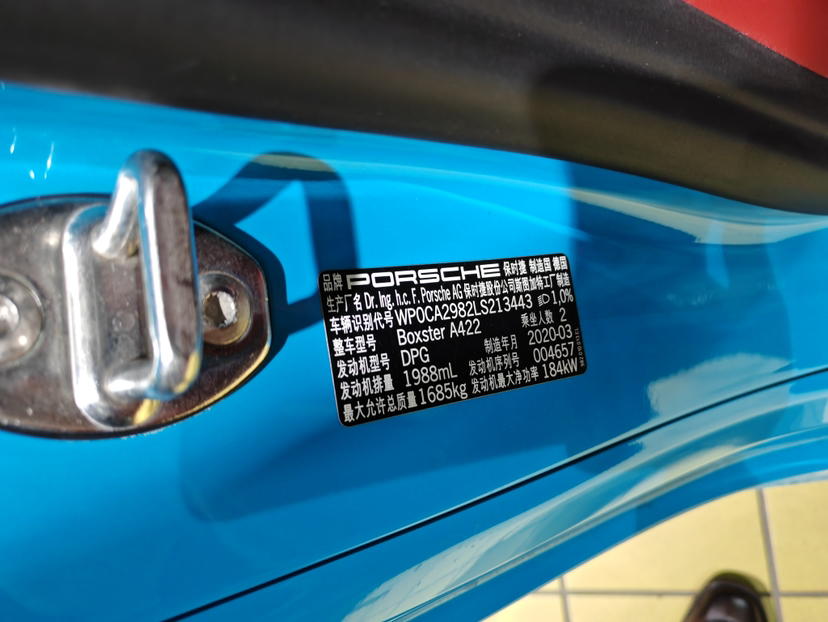 品牌 PORSCHE 保时捷 制造国 德国
生产厂名 Dr. Ing. h.c. F. Porsche AG 保时捷股份公司斯图加特工厂制造
车辆识别代号 WP0CA2982LS213443 1,0%
整车型号 Boxster A422 乘坐人数 2
发动机型号 DPG 制造年月 2020-03
发动机排量 1988mL 发动机序列号 004657
最大允许总质量 1685kg 发动机最大净功率 184kW